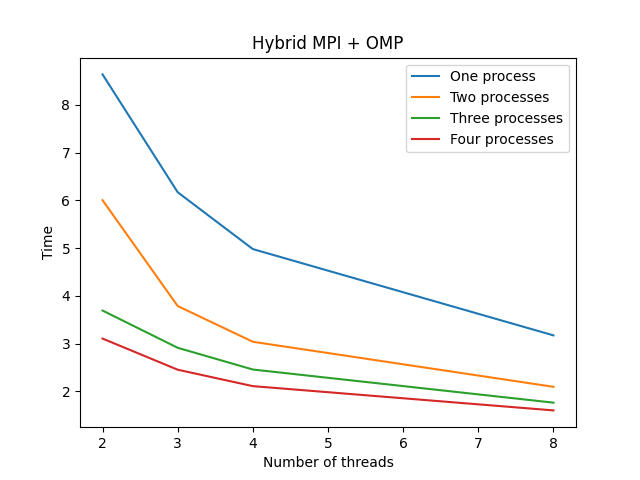 Hybrid MPI + OMP
One process
Two processes
Three processes
Four processes
Time
8
7
6
5
4
3
2
2 3 4 5 6 7 8
Number of threads